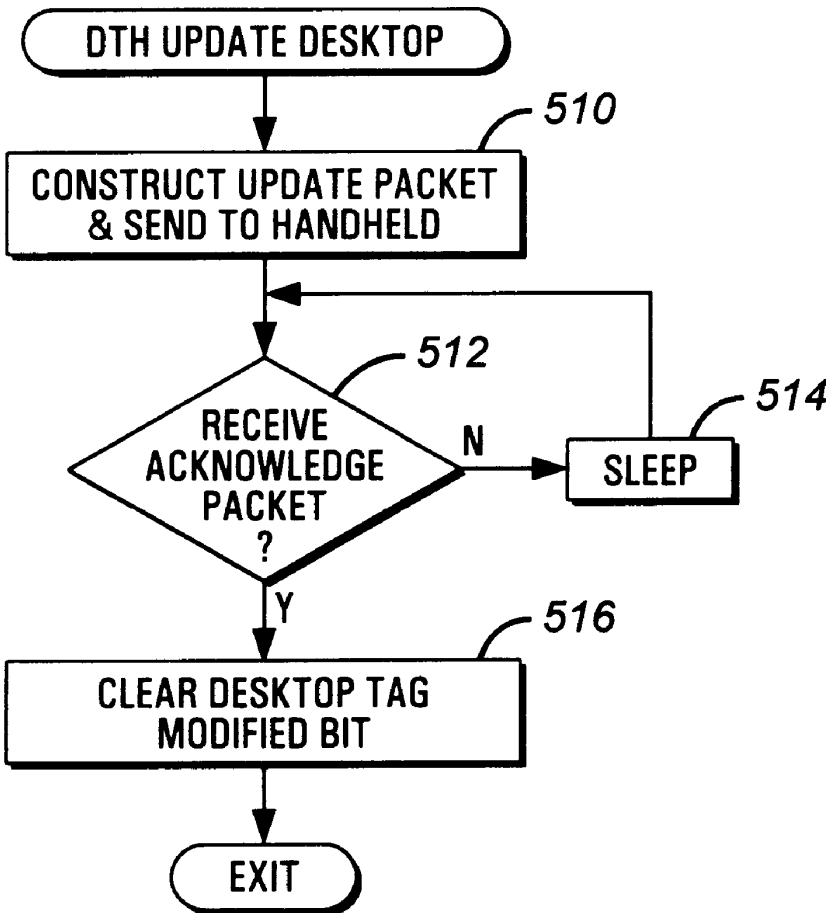 DTH UPDATE DESKTOP
510
CONSTRUCT UPDATE PACKET
& SEND TO HANDHELD
512
RECEIVE
ACKNOWLEDGE
PACKET
?
N
514
SLEEP
Y
516
CLEAR DESKTOP TAG
MODIFIED BIT
EXIT